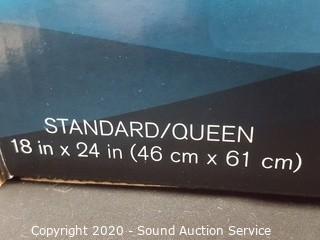 STANDARD/QUEEN
18 in x 24 in (46 cm x 61 cm)
Copyright 2020 - Sound Auction Service